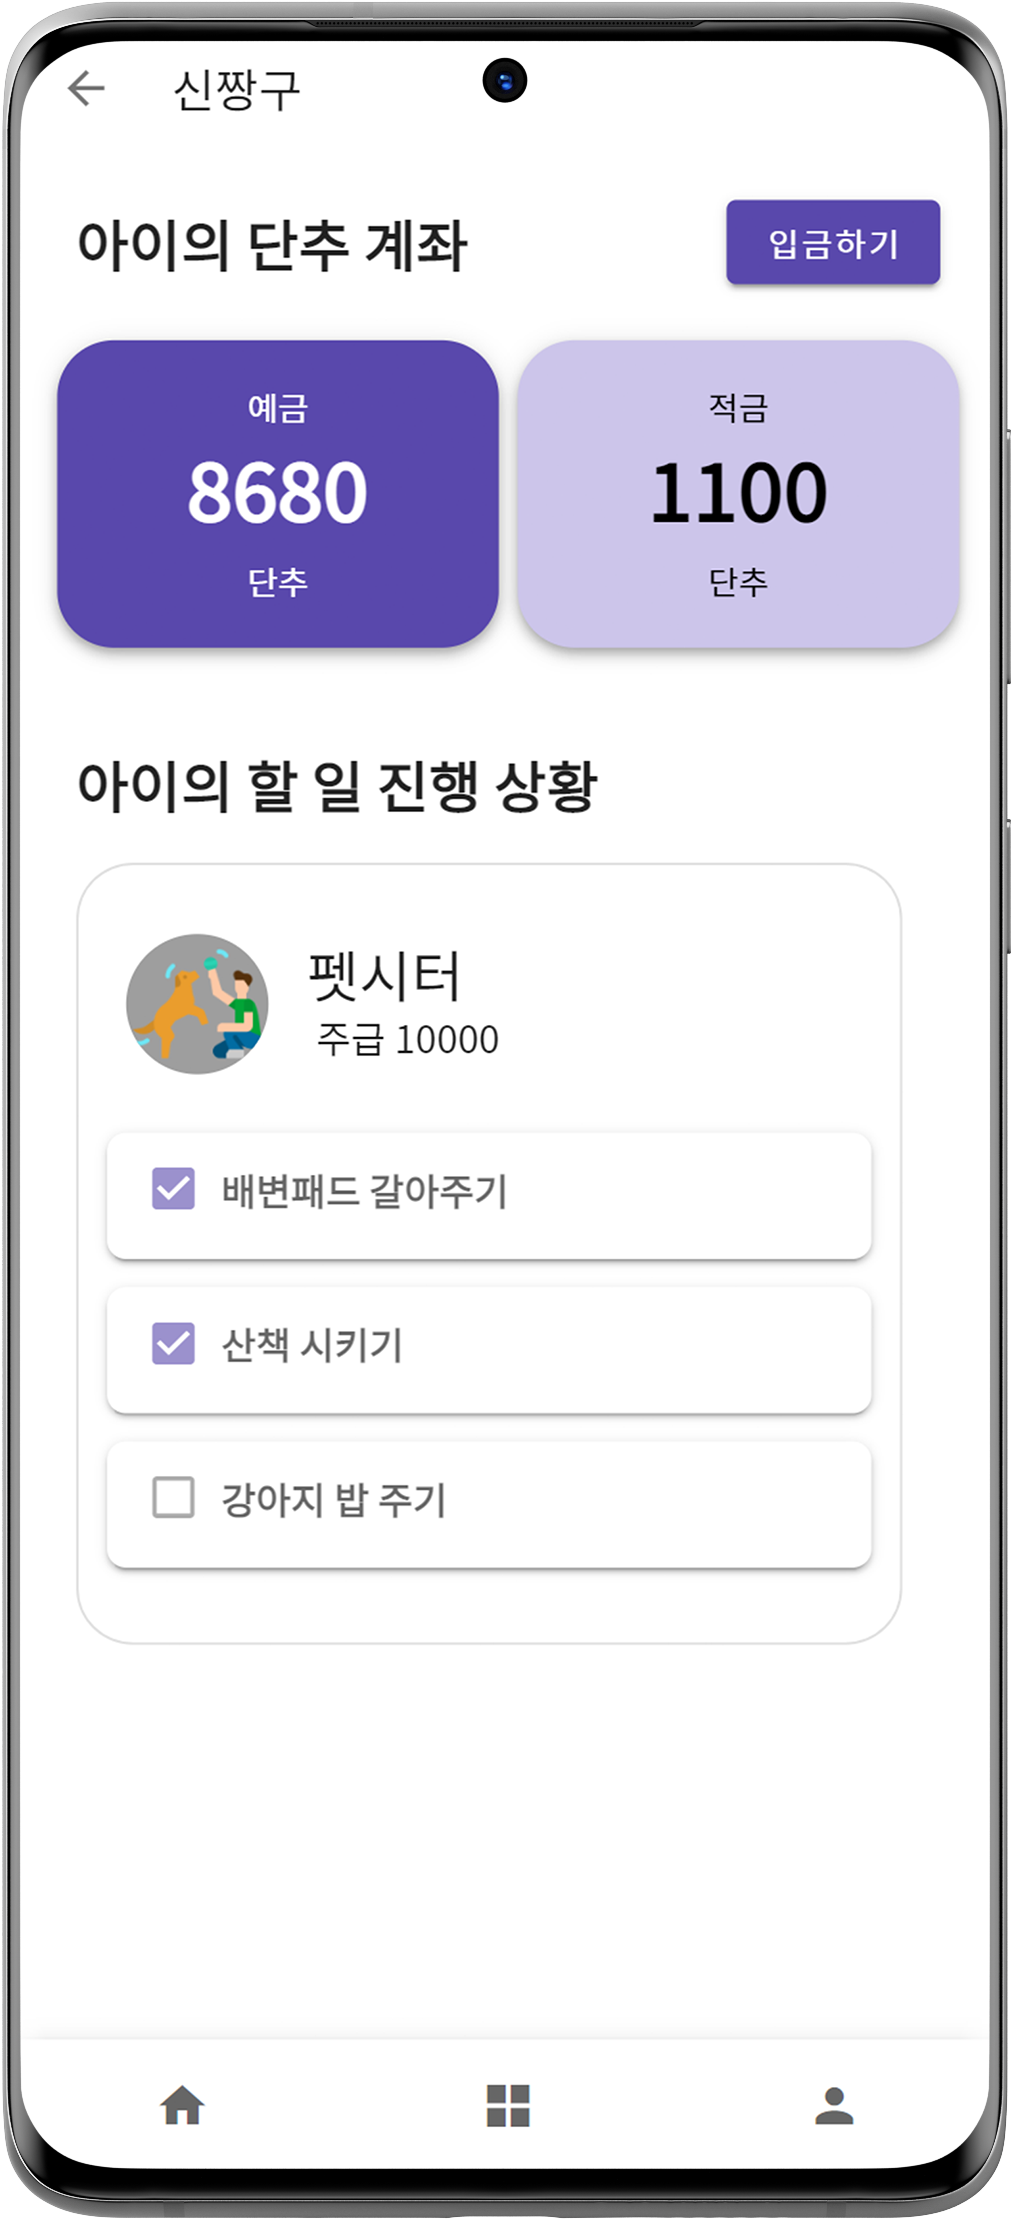 신짱구
아이의 단추 계좌
입금하기
예금
8680
단추
적금
1100
단추
아이의 할 일 진행 상황
펫시터
주급 10000
배변패드 갈아주기
산책 시키기
강아지 밥 주기